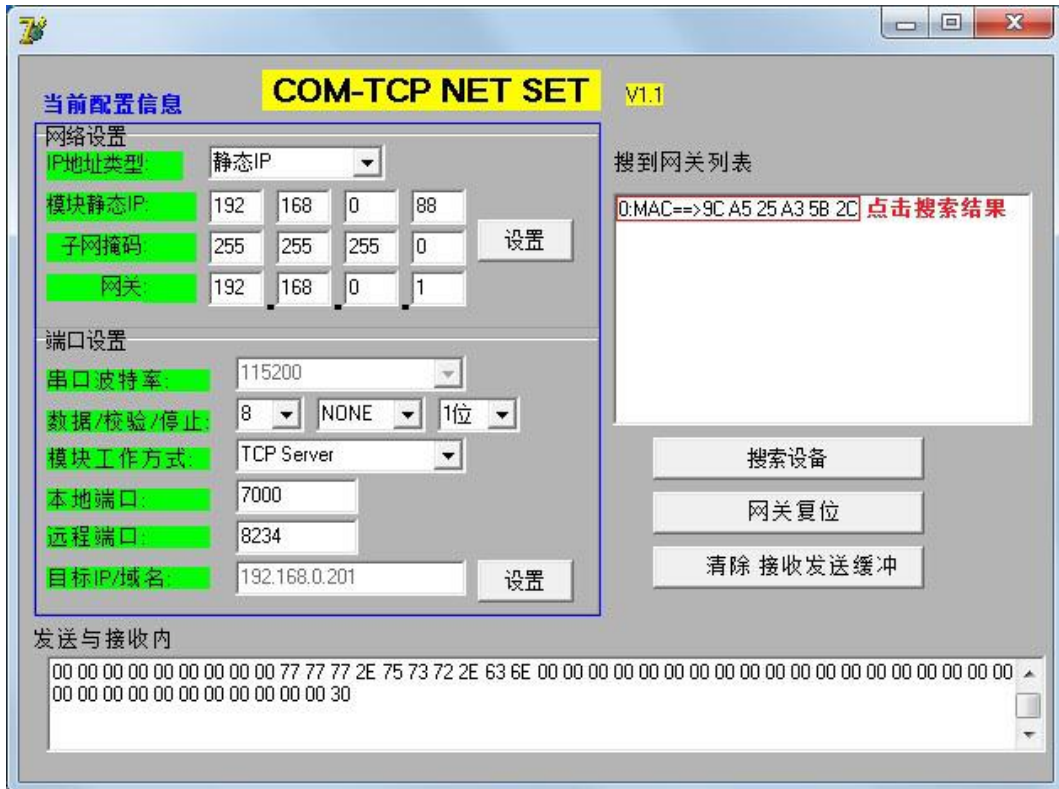 COM-TCP NET SET V1.1
当前配置信息
网络设置
IP地址类型: 静态IP
模块静态IP: 192 168 0 88
子网掩码: 255 255 255 0
设置
网关: 192 168 0 1
端口设置
串口波特率: 115200
数据/校验/停止: 8 NONE 1位
模块工作方式: TCP Server
本地端口: 7000
远程端口: 8234
目标IP/域名: 192.168.0.201 设置
搜到网关列表
0:MAC==>9C A5 25 A3 5B 2C 点击搜索结果
搜索设备
网关复位
清除 接收发送缓冲
发送与接收内
00 00 00 00 00 00 00 00 00 77 77 77 2E 75 73 72 2E 63 6E 00 00 00 00 00 00 00 00 00 00 00 00 00 00 00 00 00 00 00
00 00 00 00 00 00 00 00 00 00 00 30